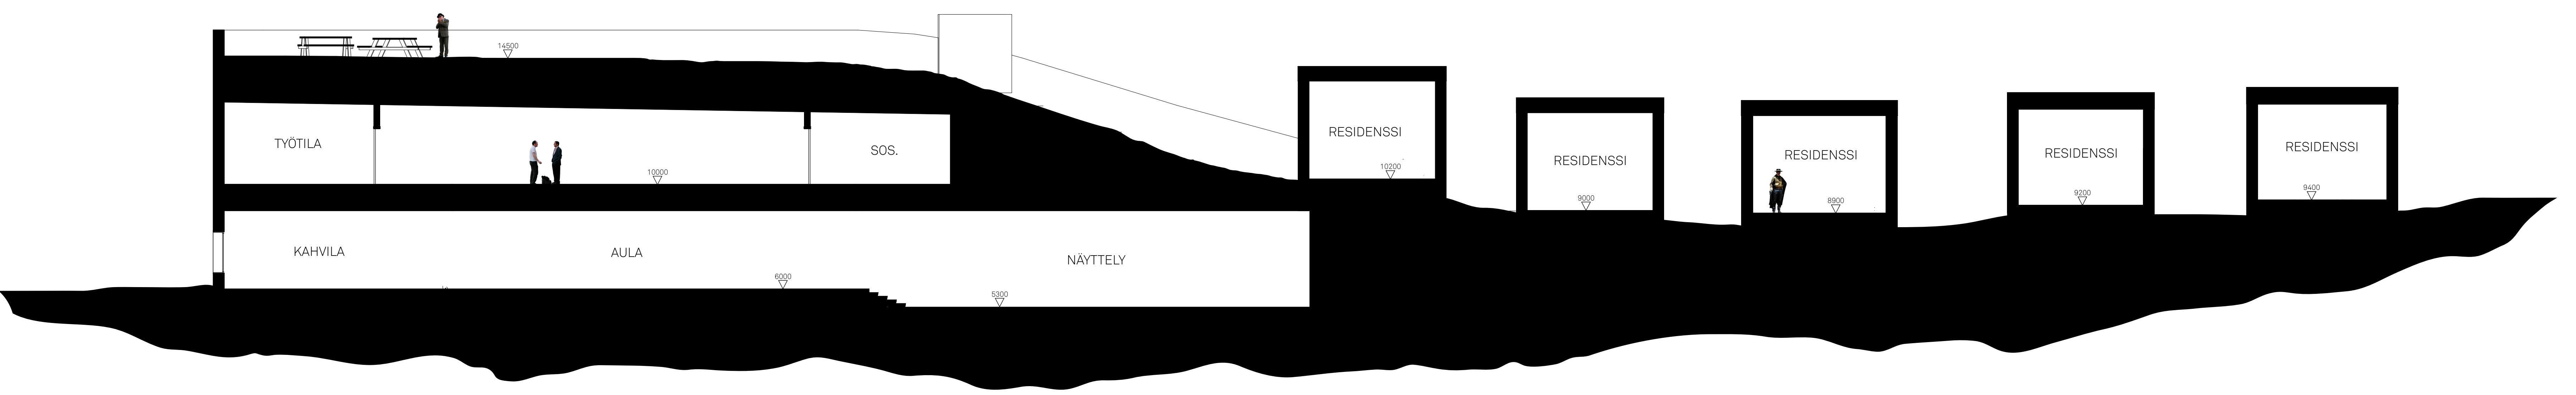 14500
TYÖTILA
10000
SOS.
KAHVILA
AULA
6000
NÄYTTELY
5300
RESIDENSSI
10200
RESIDENSSI
9000
RESIDENSSI
8900
RESIDENSSI
9200
RESIDENSSI
9400